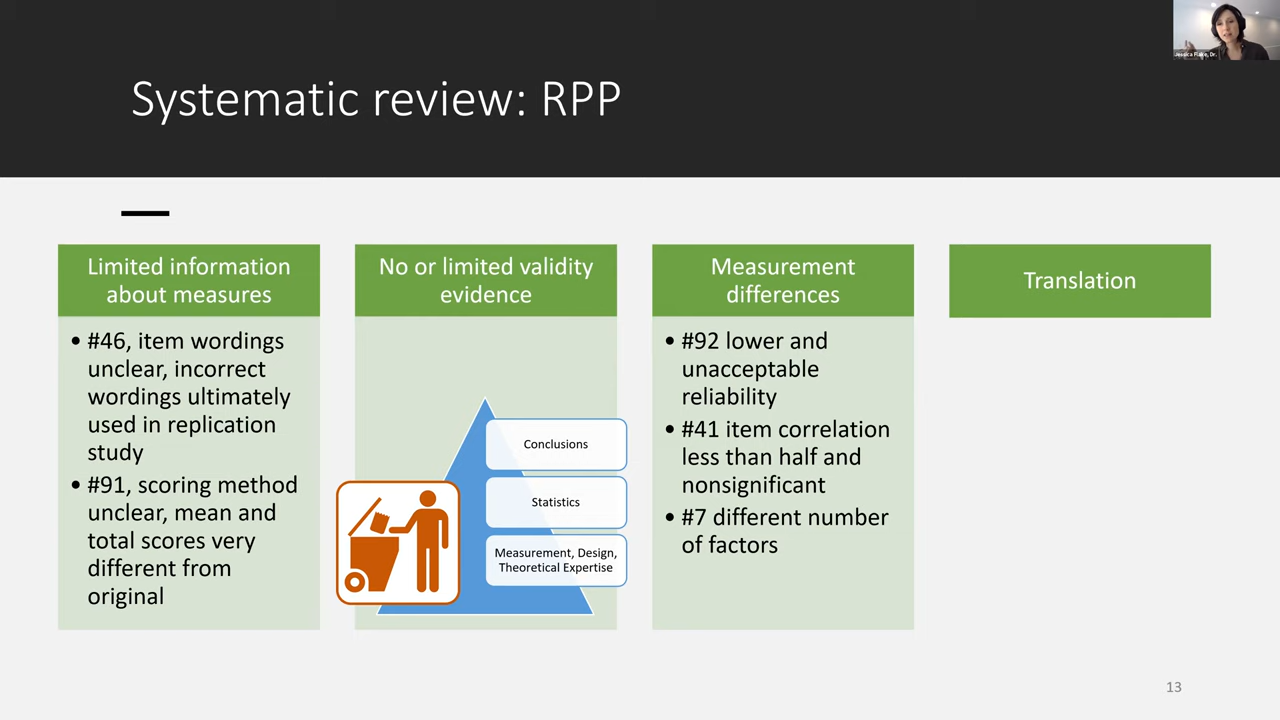 Jessica Flake, Dr.
Systematic review: RPP
Limited information
about measures
• #46, item wordings
unclear, incorrect
wordings ultimately
used in replication
study
• #91, scoring method
unclear, mean and
total scores very
different from
original
No or limited validity
evidence
Conclusions
Statistics
Measurement, Design,
Theoretical Expertise
Measurement
differences
• #92 lower and
unacceptable
reliability
• #41 item correlation
less than half and
nonsignificant
• #7 different number
of factors
Translation
13